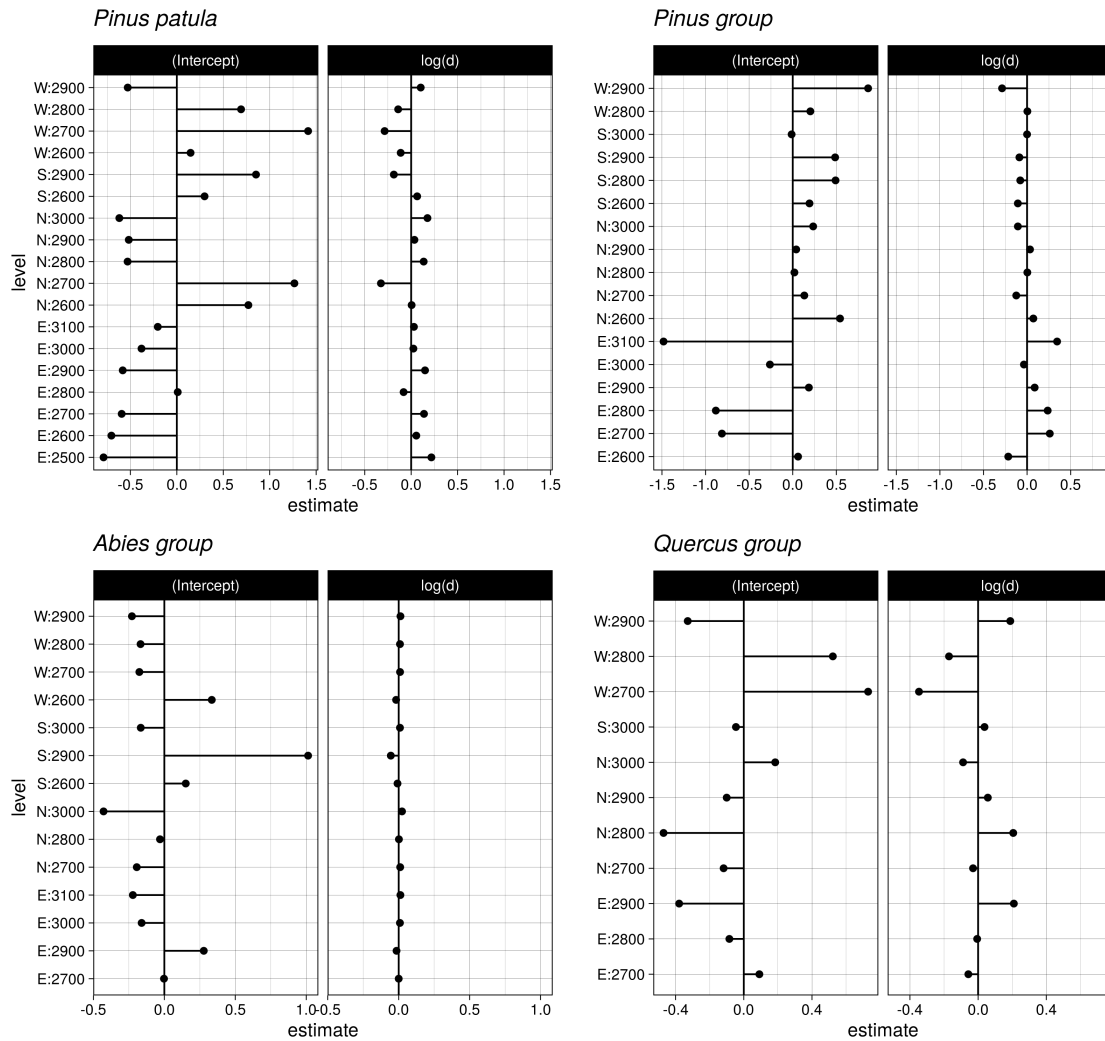 Pinus patula
(Intercept) log(d)
level
W:2900
W:2800
W:2700
W:2600
S:2900
S:2600
N:3000
N:2900
N:2800
N:2700
N:2600
E:3100
E:3000
E:2900
E:2800
E:2700
E:2600
E:2500
-0.5 0.0 0.5 1.0 1.5 -0.5 0.0 0.5 1.0 1.5
estimate
Pinus group
(Intercept) log(d)
W:2900
W:2800
S:3000
S:2900
S:2800
S:2600
N:3000
N:2900
N:2800
N:2700
N:2600
E:3100
E:3000
E:2900
E:2800
E:2700
E:2600
-1.5 -1.0 -0.5 0.0 0.5 -1.5 -1.0 -0.5 0.0 0.5
estimate
Abies group
(Intercept) log(d)
level
W:2900
W:2800
W:2700
W:2600
S:3000
S:2900
S:2600
N:3000
N:2800
N:2700
E:3100
E:3000
E:2900
E:2700
-0.5 0.0 0.5 1.0 -0.5 0.0 0.5 1.0
estimate
Quercus group
(Intercept) log(d)
W:2900
W:2800
W:2700
S:3000
N:3000
N:2900
N:2800
N:2700
E:2900
E:2800
E:2700
-0.4 0.0 0.4 -0.4 0.0 0.4
estimate